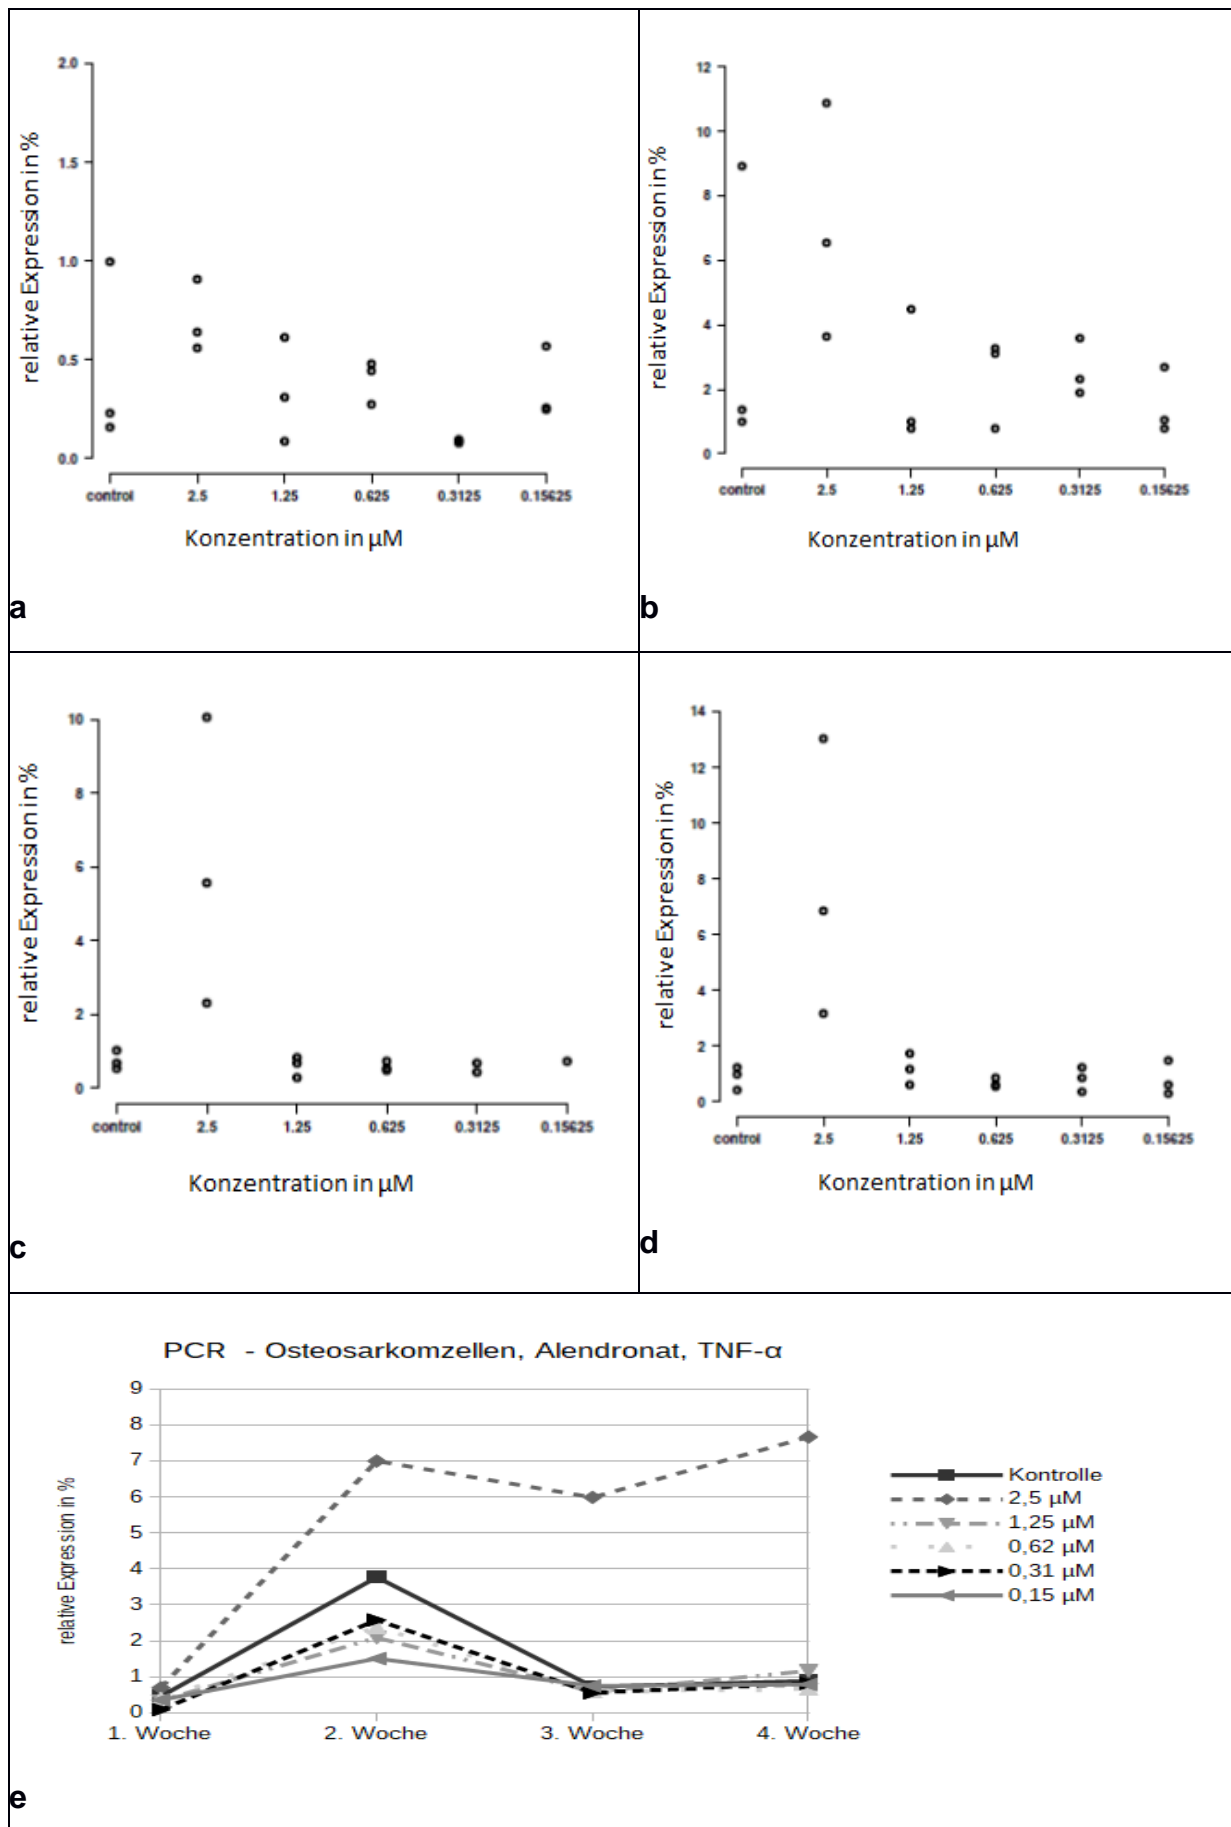 2.0
1.5
1.0
0.5
0.0
relative Expression in %
control 2.5 1.25 0.625 0.3125 0.15625
Konzentration in µM
a
12
10
8
6
4
2
0
relative Expression in %
control 2.5 1.25 0.625 0.3125 0.15625
Konzentration in µM
b
10
8
6
4
2
0
relative Expression in %
control 2.5 1.25 0.625 0.3125 0.15625
Konzentration in µM
c
14
12
10
8
6
4
2
0
relative Expression in %
control 2.5 1.25 0.625 0.3125 0.15625
Konzentration in µM
d
PCR - Osteosarkomzellen, Alendronat, TNF-α
9
8
7
6
5
4
3
2
1
0
relative Expression in %
1. Woche 2. Woche 3. Woche 4. Woche
Kontrolle
2,5 µM
1,25 µM
0,62 µM
0,31 µM
0,15 µM
e